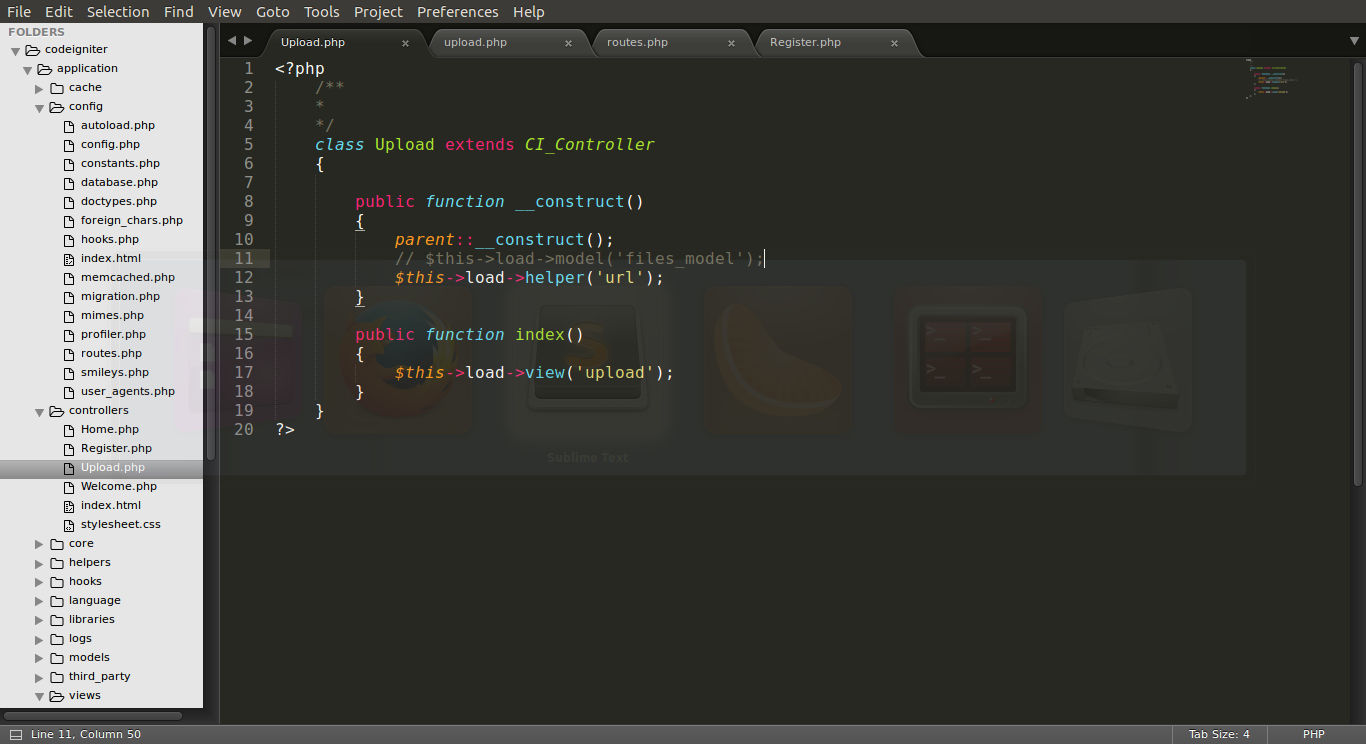 File Edit Selection Find View Goto Tools Project Preferences Help
FOLDERS
codeigniter
application
cache
config
autoload.php
config.php
constants.php
database.php
doctypes.php
foreign_chars.php
hooks.php
index.html
memcached.php
migration.php
mimes.php
profiler.php
routes.php
smileys.php
user_agents.php
controllers
Home.php
Register.php
Upload.php
Welcome.php
index.html
stylesheet.css
core
helpers
hooks
language
libraries
logs
models
third_party
views
Upload.php × upload.php × routes.php × Register.php ×
1 <?php
2 /**
3 *
4 */
5 class Upload extends CI_Controller
6 {
7
8 public function __construct()
9 {
10 parent::__construct();
11 // $this->load->model('files_model');
12 $this->load->helper('url');
13 }
14
15 public function index()
16 {
17 $this->load->view('upload');
18 }
19 }
20 ?>
Sublime Text
Line 11, Column 50 Tab Size: 4 PHP